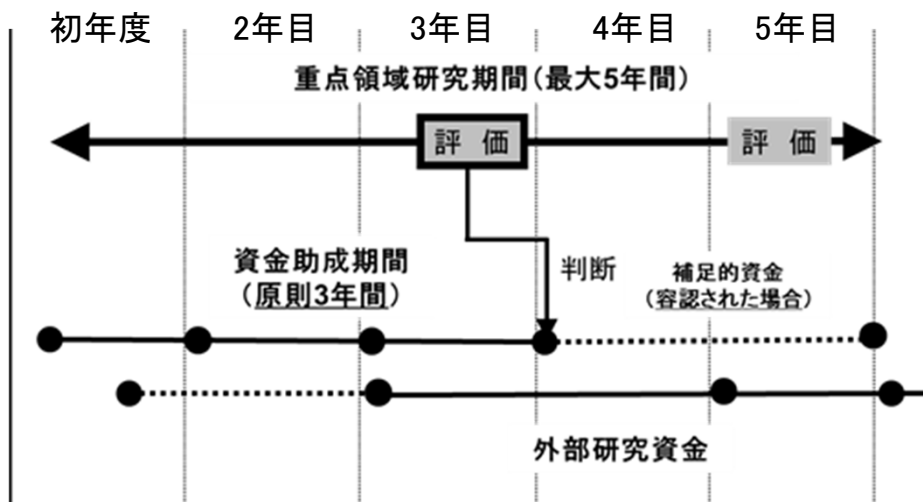 初年度
2年目
3年目
4年目
5年目
重点領域研究期間(最大5年間)
評 価
評 価
資金助成期間
(原則3年間)
判断
補足的資金
(容認された場合)
外部研究資金